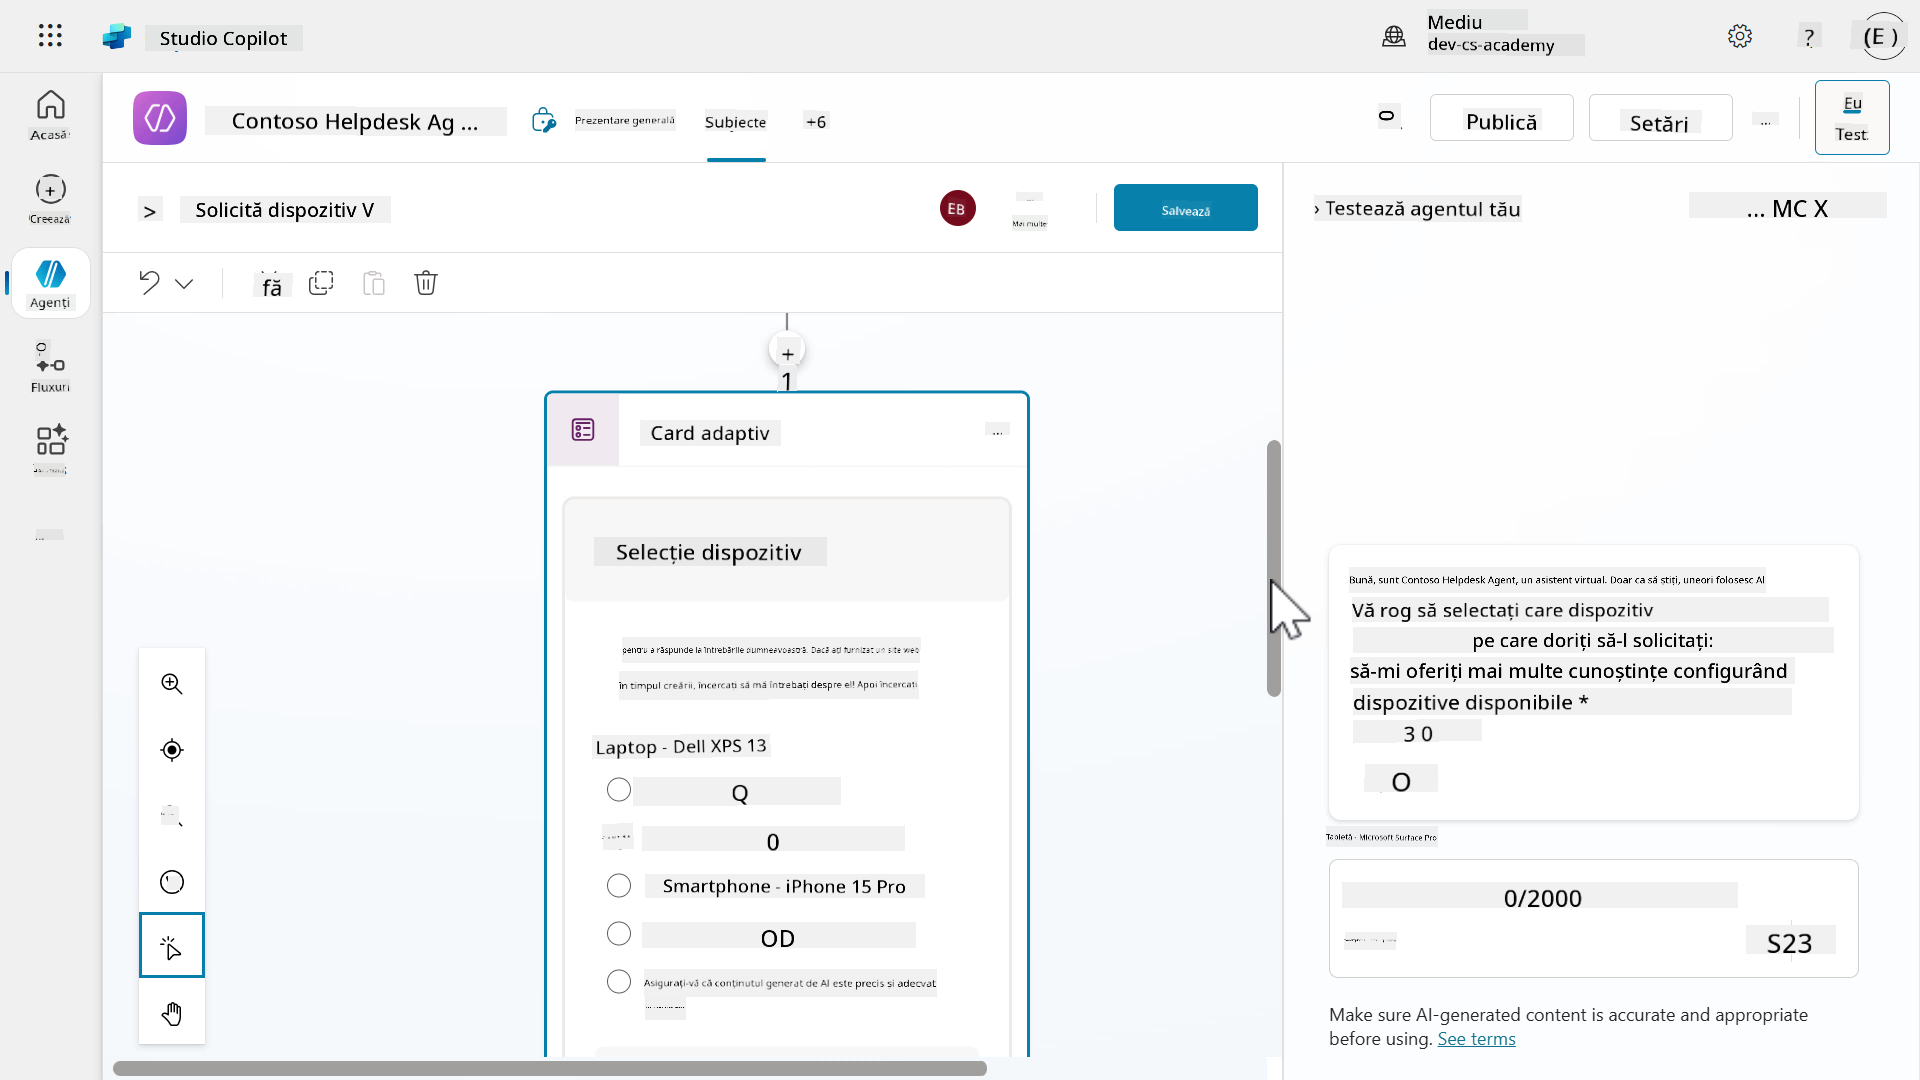 Studio Copilot
Mediu
dev-cs-academy
?
(E )
Acasă
Creează
Agenți
Fluxuri
Contoso Helpdesk Ag ...
Prezentare generală
Subiecte
+6
Publică
Setări
...
Eu
Test
> Solicită dispozitiv V
EB
Mai multe
Salvează
fă
+
1
Card adaptiv
...
Selecție dispozitiv
pentru a răspunde la întrebările dumneavoastră. Dacă ați furnizat un site web
în timpul creării, încercați să mă întrebați despre el! Apoi încercați
Laptop - Dell XPS 13
Q
0
Smartphone - iPhone 15 Pro
OD
Asigurați-vă că conținutul generat de AI este precis și adecvat
› Testează agentul tău
... MC X
Bună, sunt Contoso Helpdesk Agent, un asistent virtual. Doar ca să știți, uneori folosesc AI
Vă rog să selectați care dispozitiv
pe care doriți să-l solicitați:
să-mi oferiți mai multe cunoștințe configurând
dispozitive disponibile *
3 0
O
Tabletă - Microsoft Surface Pro
0/2000
S23
Make sure AI-generated content is accurate and appropriate
before using. See terms